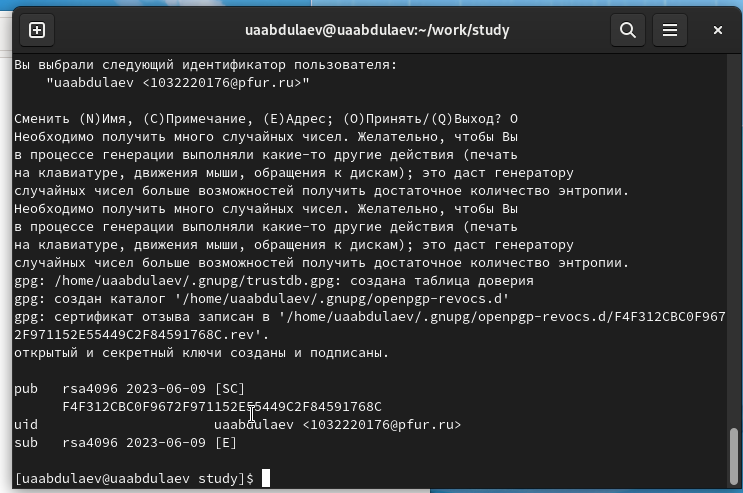 uaabdulaev@uaabdulaev:~/work/study
Вы выбрали следующий идентификатор пользователя:
    "uaabdulaev <1032220176@pfur.ru>"
Сменить (N)Имя, (C)Примечание, (E)Адрес; (O)Принять/(Q)Выход? O
Необходимо получить много случайных чисел. Желательно, чтобы Вы
в процессе генерации выполняли какие-то другие действия (печать
на клавиатуре, движения мыши, обращения к дискам); это даст генератору
случайных чисел больше возможностей получить достаточное количество энтропии.
Необходимо получить много случайных чисел. Желательно, чтобы Вы
в процессе генерации выполняли какие-то другие действия (печать
на клавиатуре, движения мыши, обращения к дискам); это даст генератору
случайных чисел больше возможностей получить достаточное количество энтропии.
gpg: /home/uaabdulaev/.gnupg/trustdb.gpg: создана таблица доверия
gpg: создан каталог '/home/uaabdulaev/.gnupg/openpgp-revocs.d'
gpg: сертификат отзыва записан в '/home/uaabdulaev/.gnupg/openpgp-revocs.d/F4F312CBC0F967
2F971152E55449C2F84591768C.rev'.
открытый и секретный ключи созданы и подписаны.
pub   rsa4096 2023-06-09 [SC]
      F4F312CBC0F9672F971152E55449C2F84591768C
uid                      uaabdulaev <1032220176@pfur.ru>
sub   rsa4096 2023-06-09 [E]
[uaabdulaev@uaabdulaev study]$